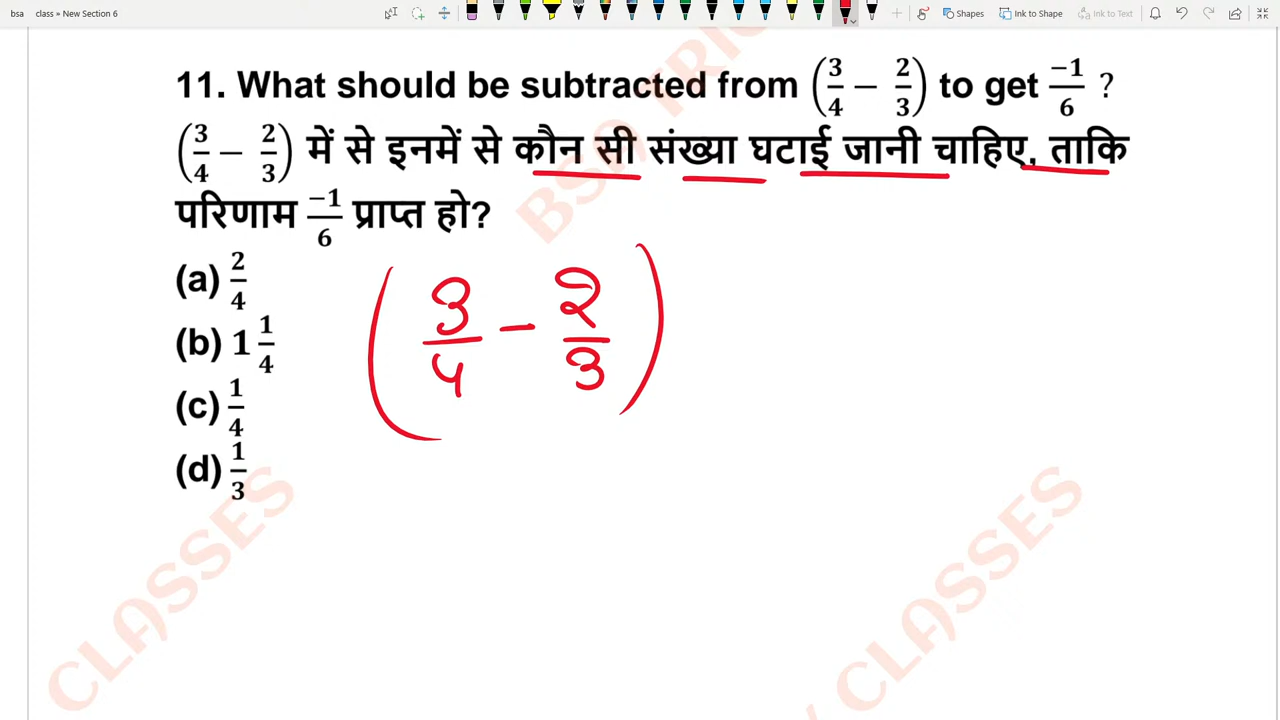 bsa class » New Section 6
Shapes Ink to Shape Ink to Text
11. What should be subtracted from (3/4 − 2/3) to get −1/6 ?
(3/4 − 2/3) में से इनमें से कौन सी संख्या घटाई जानी चाहिए, ताकि
परिणाम −1/6 प्राप्त हो?
(a) 2/4
(b) 1 1/4
(c) 1/4
(d) 1/3
(3/4 − 2/3)
CLASSES
CLASSES